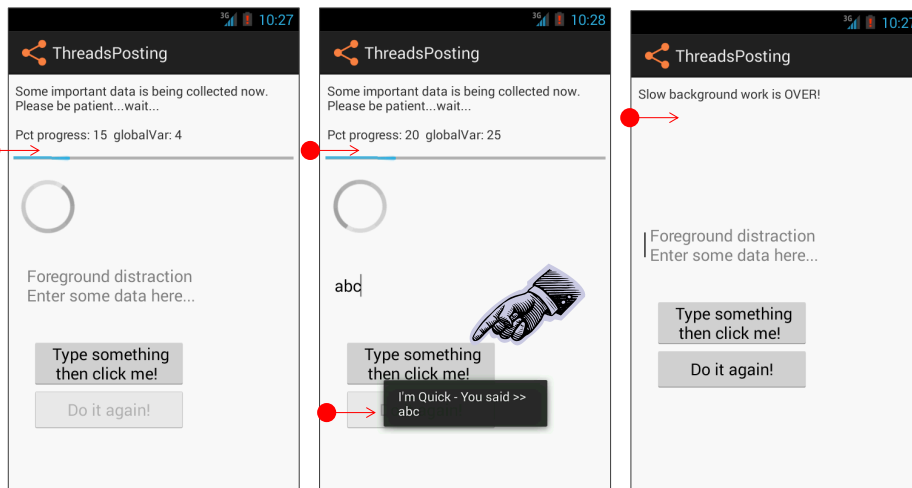 3G 10:27
ThreadsPosting
Some important data is being collected now.
Please be patient...wait...
Pct progress: 15 globalVar: 4
Foreground distraction
Enter some data here...
Type something
then click me!
Do it again!
3G 10:28
ThreadsPosting
Some important data is being collected now.
Please be patient...wait...
Pct progress: 20 globalVar: 25
abc
Type something
then click me!
I'm Quick - You said >>
abc
3G 10:27
ThreadsPosting
Slow background work is OVER!
Foreground distraction
Enter some data here...
Type something
then click me!
Do it again!